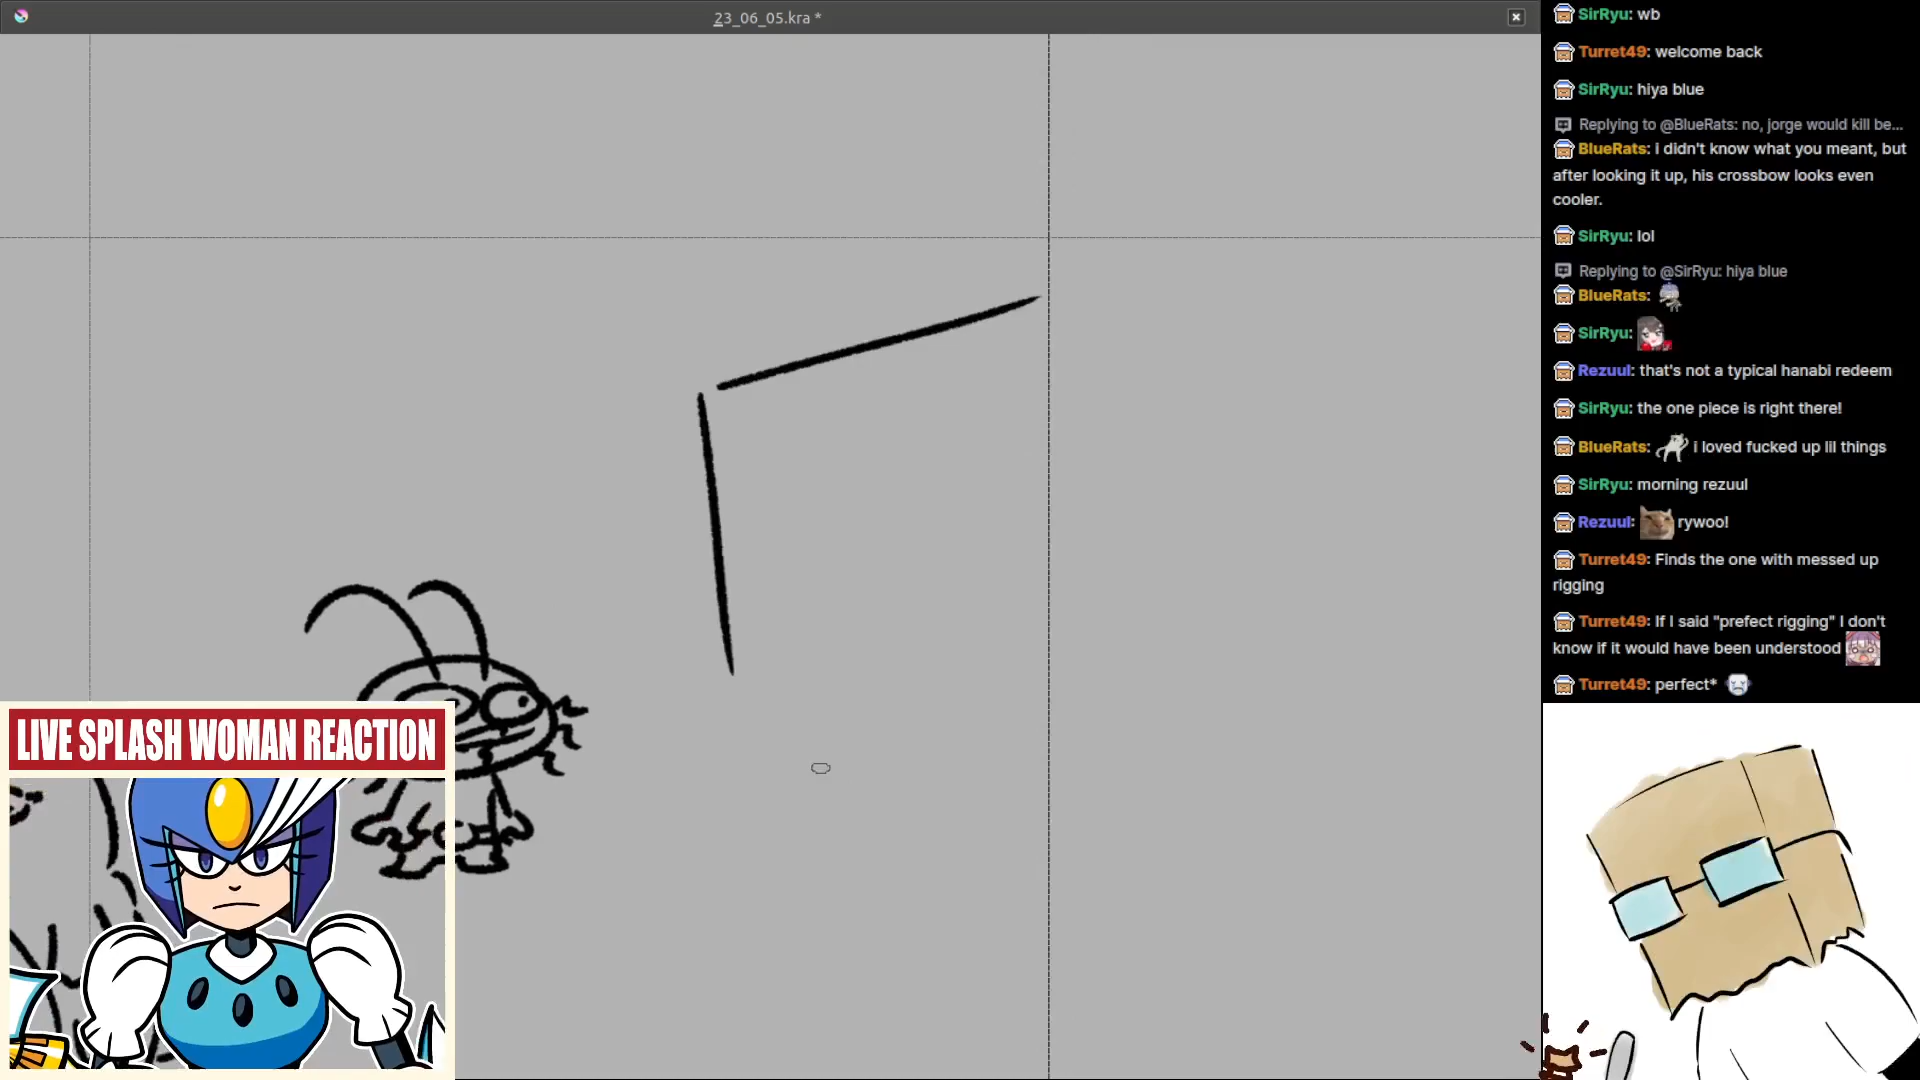 23_06_05.kra *
SirRyu: wb
Turret49: welcome back
SirRyu: hiya blue
Replying to @BlueRats: no, jorge would kill be...
BlueRats: i didn't know what you meant, but
after looking it up, his crossbow looks even
cooler.
SirRyu: lol
Replying to @SirRyu: hiya blue
BlueRats:
SirRyu:
Rezuul: that's not a typical hanabi redeem
SirRyu: the one piece is right there!
BlueRats: i loved fucked up lil things
SirRyu: morning rezuul
Rezuul: rywoo!
Turret49: Finds the one with messed up
rigging
Turret49: If I said "prefect rigging" I don't
know if it would have been understood
Turret49: perfect*
LIVE SPLASH WOMAN REACTION